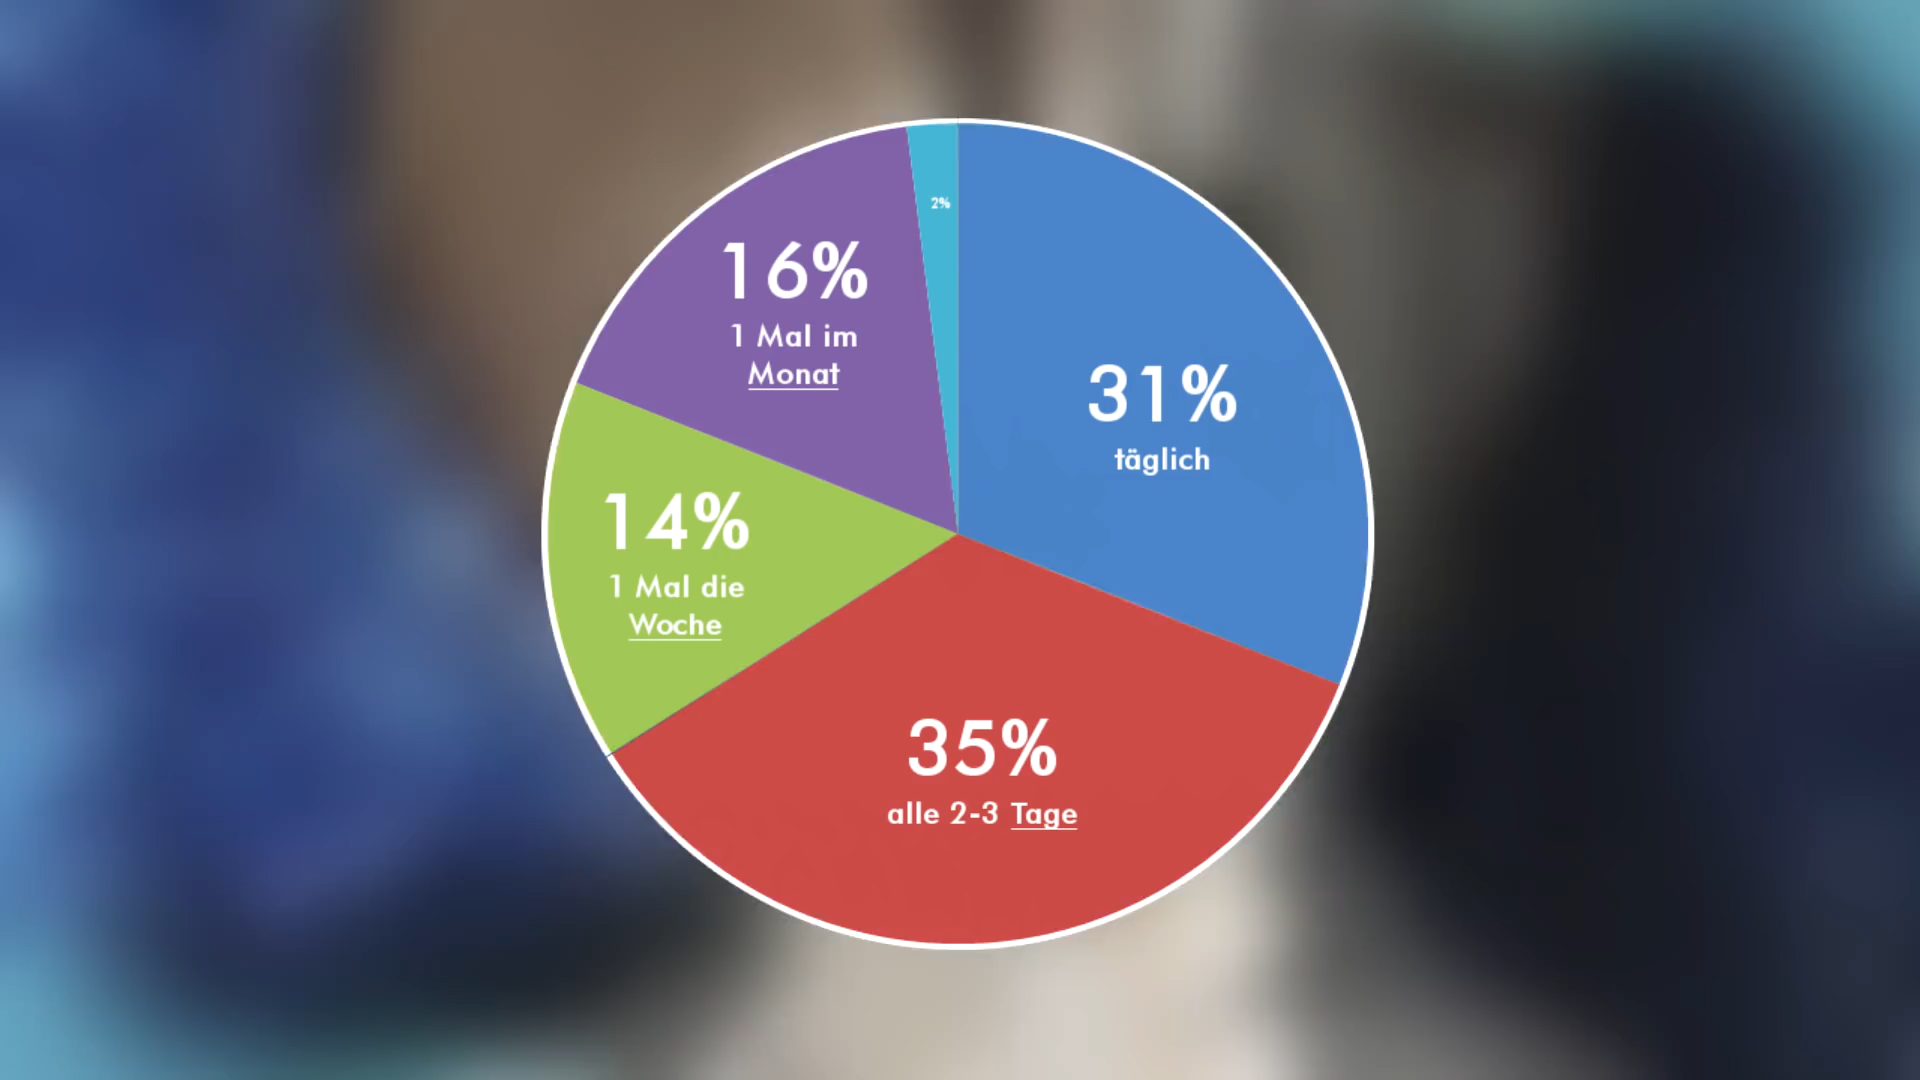 2%
31%
täglich
35%
alle 2-3 Tage
14%
1 Mal die
Woche
16%
1 Mal im
Monat